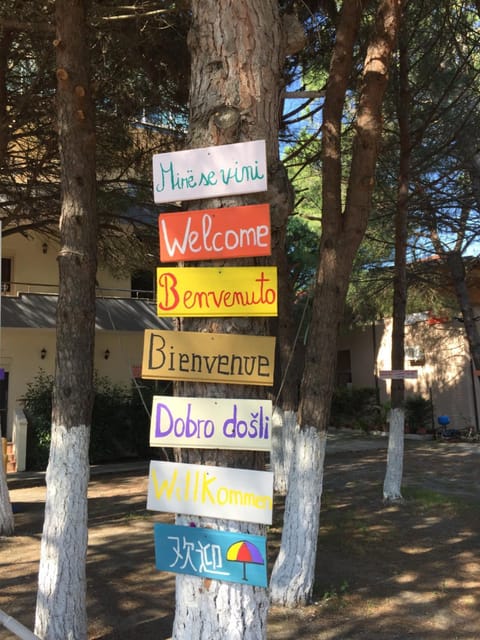 Mirë se vini
Welcome
Benvenuto
Bienvenue
Dobro došli
Willkommen
欢迎